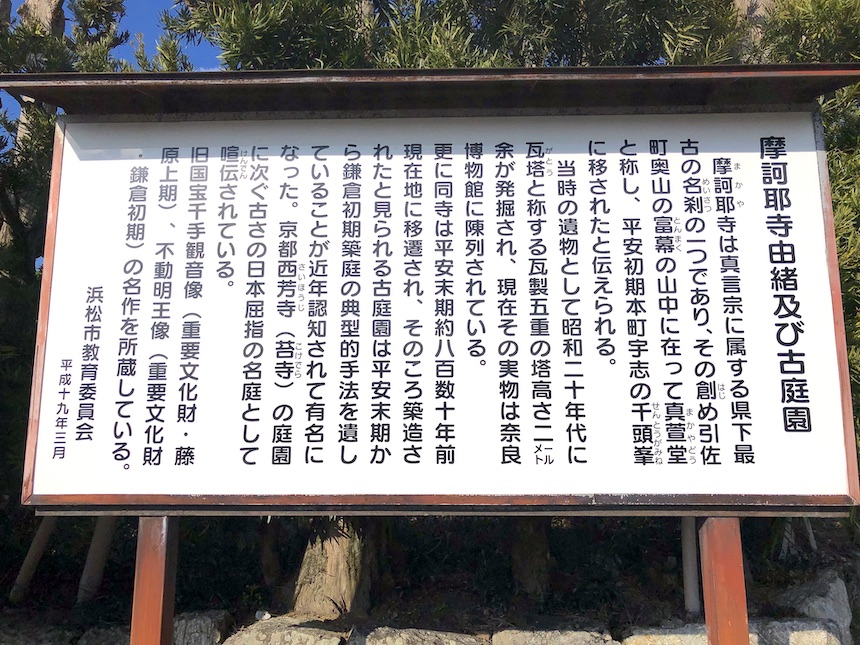 摩訶耶寺由緒及び古庭園
摩訶耶寺は真言宗に属する県下最
古の名刹の一つであり、その創め引佐
町奥山の富幕の山中に在って真萱堂
と称し、平安初期本町宇志の千頭峯
に移されたと伝えられる。
当時の遺物として昭和二十年代に
瓦塔と称する瓦製五重の塔高さ二メートル
余が発掘され、現在その実物は奈良
博物館に陳列されている。
更に同寺は平安末期約八百数十年前
現在地に移遷され、そのころ築造さ
れたと見られる古庭園は平安末期か
ら鎌倉初期築庭の典型的手法を遺し
ていることが近年認知されて有名に
なった。京都西芳寺（苔寺）の庭園
に次ぐ古さの日本屈指の名庭として
喧伝されている。
旧国宝千手観音像（重要文化財・藤
原上期）、不動明王像（重要文化財
・鎌倉初期）の名作を所蔵している。
浜松市教育委員会
平成十九年三月